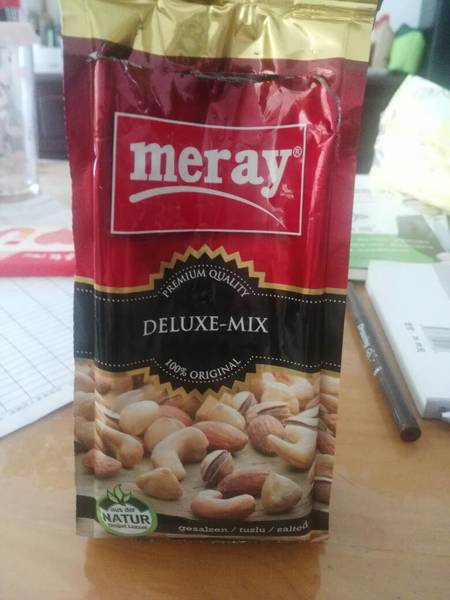 meray®
PREMIUM QUALITY
DELUXE-MIX
100% ORIGINAL
aus der
NATUR
gesalzen / tuzlu / salted